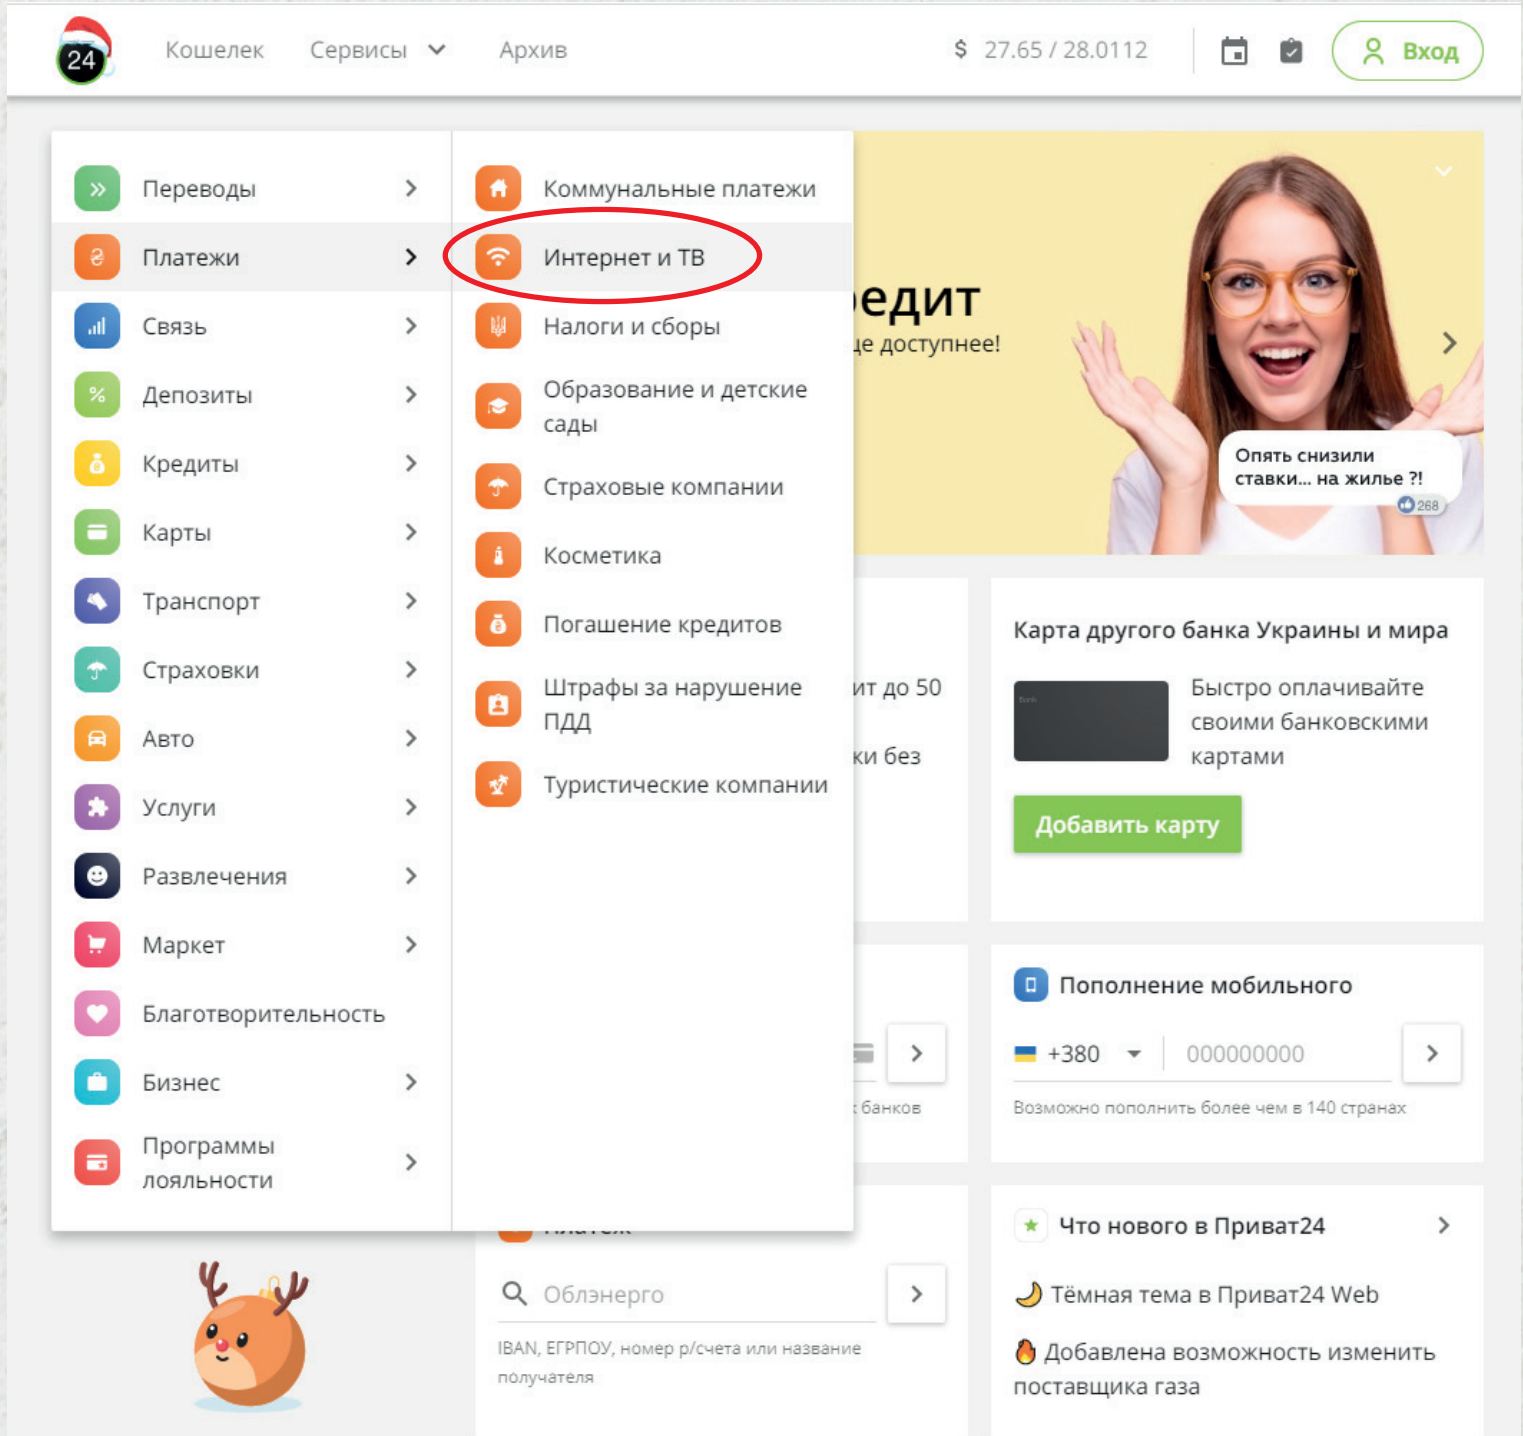 24
Кошелек
Сервисы
Архив
$ 27.65 / 28.0112
Вход
Переводы
Платежи
Связь
Депозиты
Кредиты
Карты
Транспорт
Страховки
Авто
Услуги
Развлечения
Маркет
Благотворительность
Бизнес
Программы
лояльности
Коммунальные платежи
Интернет и ТВ
Налоги и сборы
Образование и детские
сады
Страховые компании
Косметика
Погашение кредитов
Штрафы за нарушение
ПДД
Туристические компании
едит
це доступнее!
Опять снизили
ставки... на жилье ?!
268
ит до 50
ки без
Карта другого банка Украины и мира
Bank
Быстро оплачивайте
своими банковскими
картами
Добавить карту
банков
Пополнение мобильного
+380
000000000
Возможно пополнить более чем в 140 странах
Платеж
Облэнерго
IBAN, ЕГРПОУ, номер р/счета или название
получателя
Что нового в Приват24
Тёмная тема в Приват24 Web
Добавлена возможность изменить
поставщика газа